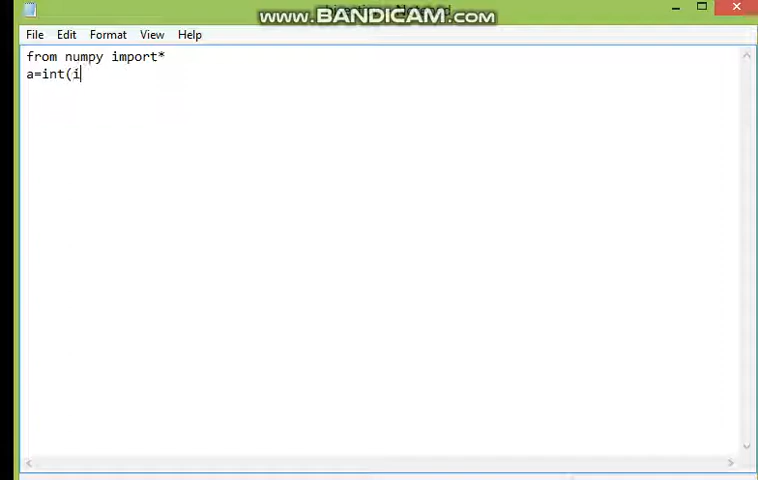 www.BANDICAM.com
File Edit Format View Help
from numpy import*
a=int(i